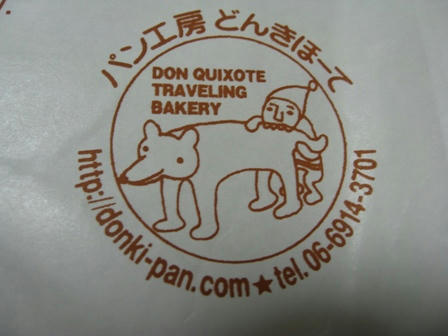 パン工房 どんきほーて
DON QUIXOTE
TRAVELING
BAKERY
http://donki-pan.com★tel.06-6914-3701